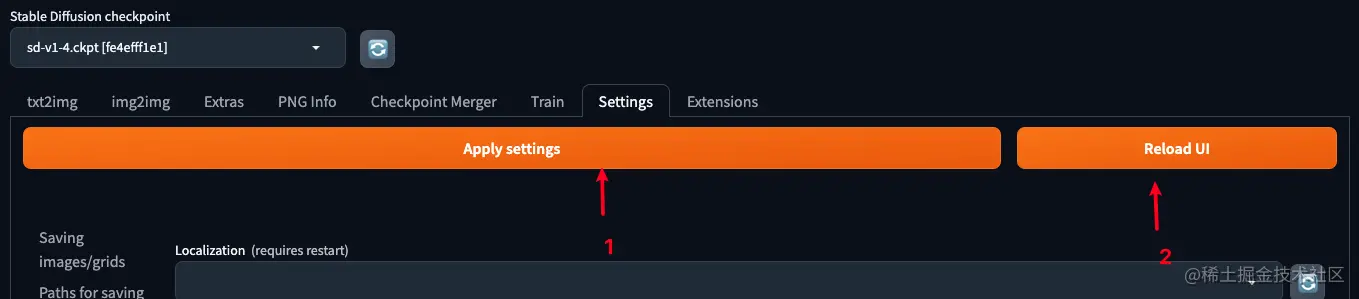 Stable Diffusion checkpoint
sd-v1-4.ckpt [fe4efff1e1]
txt2img img2img Extras PNG Info Checkpoint Merger Train Settings Extensions
Apply settings Reload UI
1
2
Saving
images/grids
Localization (requires restart)
Paths for saving
@稀土掘金技术社区